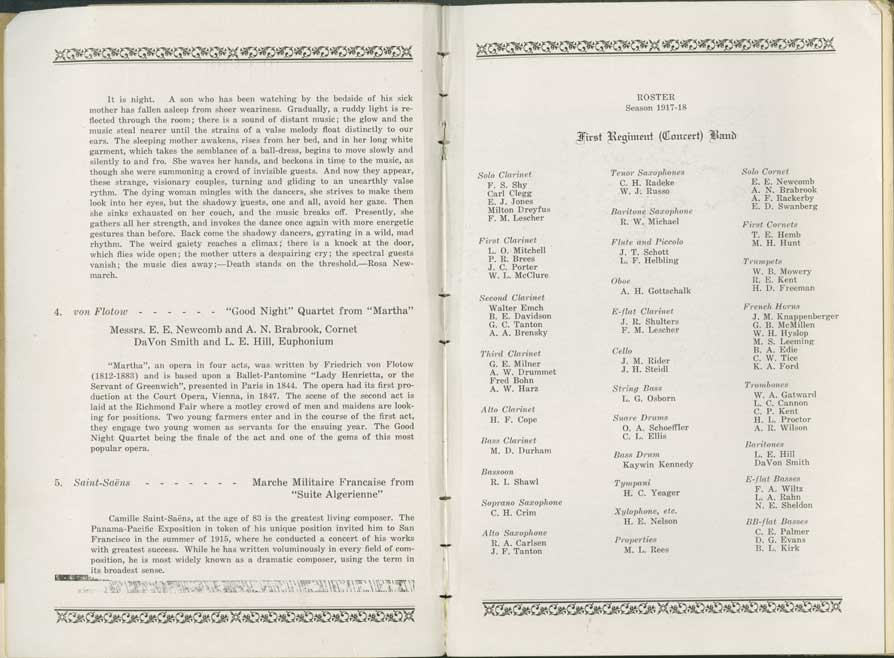 It is night. A son who has been watching by the bedside of his sick
mother has fallen asleep from sheer weariness. Gradually, a ruddy light is re-
flected through the room; there is a sound of distant music; the glow and the
music steal nearer until the strains of a valse melody float distinctly to our
ears. The sleeping mother awakens, rises from her bed, and in her long white
garment, which takes the semblance of a ball-dress, begins to move slowly and
silently to and fro. She waves her hands, and beckons in time to the music, as
though she were summoning a crowd of invisible guests. And now they appear,
these strange, visionary couples, turning and gliding to an unearthly valse
rythm. The dying woman mingles with the dancers, she strives to make them
look into her eyes, but the shadowy guests, one and all, avoid her gaze. Then
she sinks exhausted on her couch, and the music breaks off. Presently, she
gathers all her strength, and invokes the dance once again with more energetic
gestures than before. Back come the shadowy dancers, gyrating in a wild, mad
rhythm. The weird gaiety reaches a climax; there is a knock at the door,
which flies wide open; the mother utters a despairing cry; the spectral guests
vanish; the music dies away;—Death stands on the threshold.—Rosa New-
march.
4. von Flotow - - - - - - "Good Night" Quartet from "Martha"
Messrs. E. E. Newcomb and A. N. Brabrook, Cornet
DaVon Smith and L. E. Hill, Euphonium
"Martha", an opera in four acts, was written by Friedrich von Flotow
(1812-1883) and is based upon a Ballet-Pantomine "Lady Henrietta, or the
Servant of Greenwich", presented in Paris in 1844. The opera had its first pro-
duction at the Court Opera, Vienna, in 1847. The scene of the second act is
laid at the Richmond Fair where a motley crowd of men and maidens are look-
ing for positions. Two young farmers enter and in the course of the first act,
they engage two young women as servants for the ensuing year. The Good
Night Quartet being the finale of the act and one of the gems of this most
popular opera.
5. Saint-Saëns - - - - - - - Marche Militaire Francaise from
"Suite Algerienne"
Camille Saint-Saëns, at the age of 83 is the greatest living composer. The
Panama-Pacific Exposition in token of his unique position invited him to San
Francisco in the summer of 1915, where he conducted a concert of his works
with greatest success. While he has written voluminously in every field of com-
position, he is most widely known as a dramatic composer, using the term in
its broadest sense.
ROSTER
Season 1917-18
First Regiment (Concert) Band
Solo Clarinet
F. S. Shy
Carl Clegg
E. J. Jones
Milton Dreyfus
F. M. Lescher
First Clarinet
L. O. Mitchell
P. R. Brees
J. C. Porter
W. L. McClure
Second Clarinet
Walter Emch
B. E. Davidson
G. C. Tanton
A. A. Brensky
Third Clarinet
G. E. Milner
A. W. Drummet
Fred Bohn
A. W. Harz
Alto Clarinet
H. F. Cope
Bass Clarinet
M. D. Durham
Bassoon
R. I. Shawl
Soprano Saxophone
C. H. Crim
Alto Saxophone
R. A. Carlsen
J. F. Tanton
Tenor Saxophones
C. H. Radeke
W. J. Russo
Baritone Saxophone
R. W. Michael
Flute and Piccolo
J. T. Schott
L. F. Helbling
Oboe
A. H. Gottschalk
E-flat Clarinet
J. R. Shulters
F. M. Lescher
Cello
J. M. Rider
J. H. Steidl
String Bass
L. G. Osborn
Snare Drums
O. A. Schoeffler
C. L. Ellis
Bass Drum
Kaywin Kennedy
Tympani
H. C. Yeager
Xylophone, etc.
H. E. Nelson
Properties
M. L. Rees
Solo Cornet
E. E. Newcomb
A. N. Brabrook
A. F. Rackerby
E. D. Swanberg
First Cornets
T. E. Hemb
M. H. Hunt
Trumpets
W. B. Mowery
R. E. Kent
H. D. Freeman
French Horns
J. M. Knappenberger
G. B. McMillen
W. H. Hyslop
M. S. Leeming
B. A. Edie
C. W. Tice
K. A. Ford
Trombones
W. A. Gatward
L. C. Cannon
C. P. Kent
H. L. Proctor
A. R. Wilson
Baritones
L. E. Hill
DaVon Smith
E-flat Basses
F. A. Wiltz
L. A. Rahn
N. E. Sheldon
BB-flat Basses
C. E. Palmer
D. G. Evans
B. L. Kirk